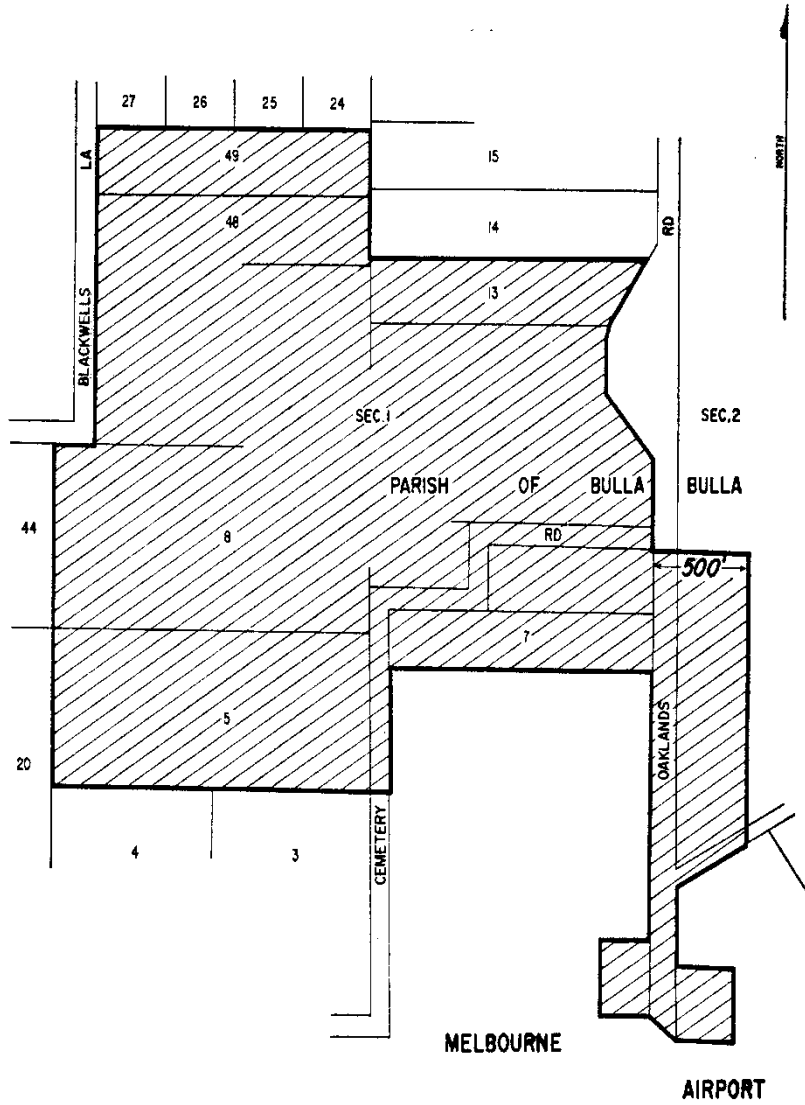 27 26 25 24
49
15
LA
NORTH
48
14
RD
13
BLACKWELLS
SEC. 1
SEC. 2
PARISH OF BULLA BULLA
44
8
RD
500'
7
5
OAKLANDS
20
4
3
CEMETERY
MELBOURNE
AIRPORT